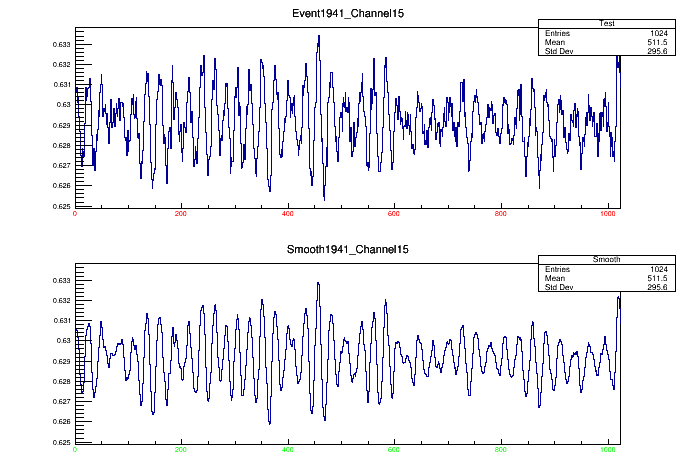 Event1941_Channel15
Test
Entries 1024
Mean 511.5
Std Dev 295.6
0.633
0.632
0.631
0.63
0.629
0.628
0.627
0.626
0.625
0 200 400 600 800 1000
Smooth1941_Channel15
Smooth
Entries 1024
Mean 511.5
Std Dev 295.6
0.633
0.632
0.631
0.63
0.629
0.628
0.627
0.626
0.625
0 200 400 600 800 1000